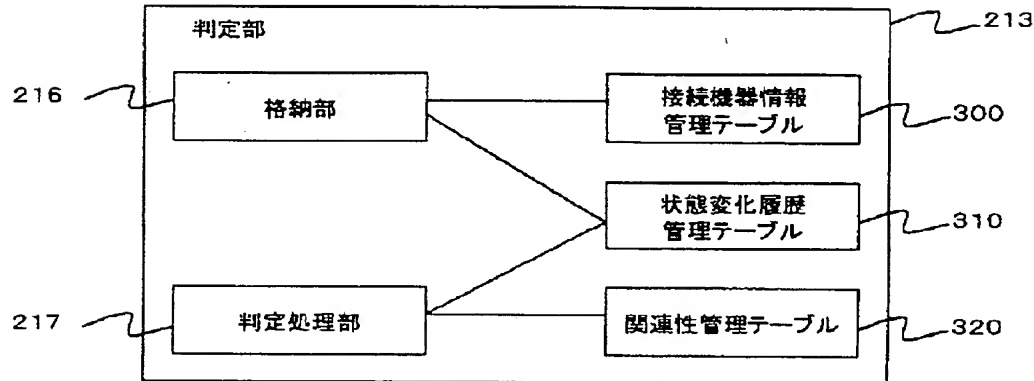 判定部
213
216
格納部
接続機器情報
管理テーブル
300
状態変化履歴
管理テーブル
310
217
判定処理部
関連性管理テーブル
320